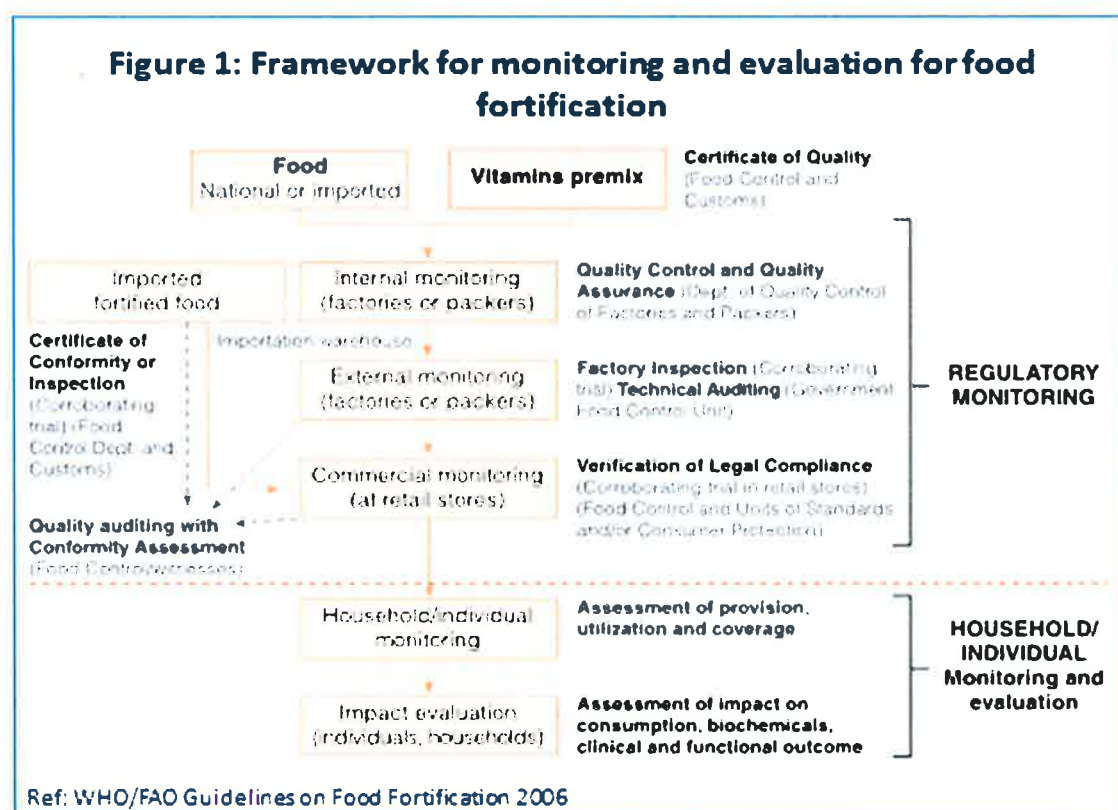 Figure 1: Framework for monitoring and evaluation for food
fortification
Food
National or imported
Vitamins premix
Certificate of Quality
(Food Control and
Customs)
Imported
fortified food
Internal monitoring
(factories or packers)
Quality Control and Quality
Assurance (Dept. of Quality Control
of Factories and Packers)
Certificate of
Conformity or
Inspection
(Corroborating
trial) (Food
Control Dept. and
Customs)
Importation warehouse
External monitoring
(factories or packers)
Factory Inspection (Corroborating
trial) Technical Auditing (Government
Food Control Unit)
REGULATORY
MONITORING
Commercial monitoring
(at retail stores)
Verification of Legal Compliance
(Corroborating trial in retail stores)
(Food Control and Units of Standards
and/or Consumer Protection)
Quality auditing with
Conformity Assessment
(Food Control/witnesses)
Household/individual
monitoring
Assessment of provision,
utilization and coverage
HOUSEHOLD/
INDIVIDUAL
Monitoring and
evaluation
Impact evaluation
(individuals, households)
Assessment of impact on
consumption, biochemicals,
clinical and functional outcome
Ref: WHO/FAO Guidelines on Food Fortification 2006